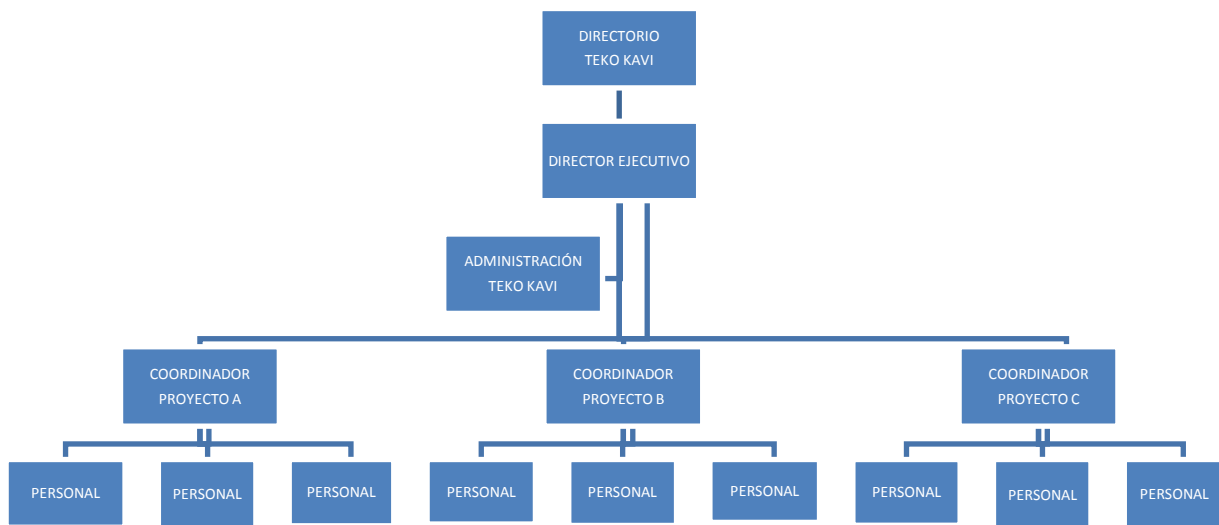 DIRECTORIO
TEKO KAVI
DIRECTOR EJECUTIVO
ADMINISTRACIÓN
TEKO KAVI
COORDINADOR
PROYECTO A
COORDINADOR
PROYECTO B
COORDINADOR
PROYECTO C
PERSONAL
PERSONAL
PERSONAL
PERSONAL
PERSONAL
PERSONAL
PERSONAL
PERSONAL
PERSONAL